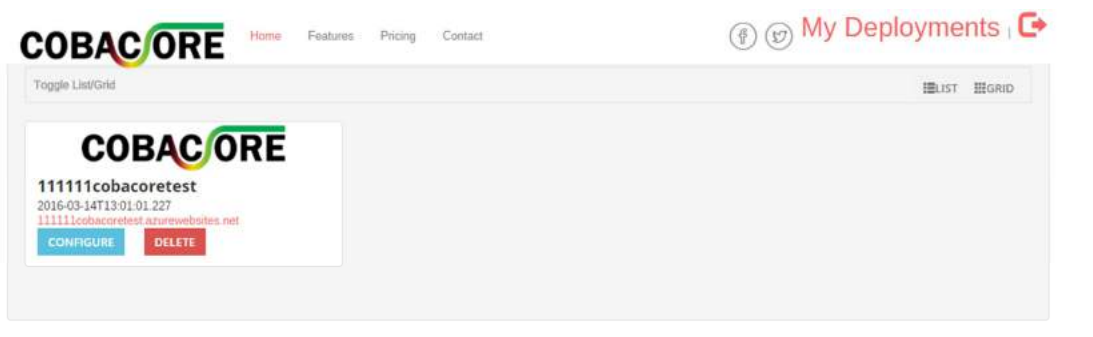 COBACORE Home Features Pricing Contact My Deployments |
Toggle List/Grid LIST GRID
COBACORE
111111cobacoretest
2016-03-14T13:01:01.227
111111cobacoretest.azurewebsites.net
CONFIGURE DELETE